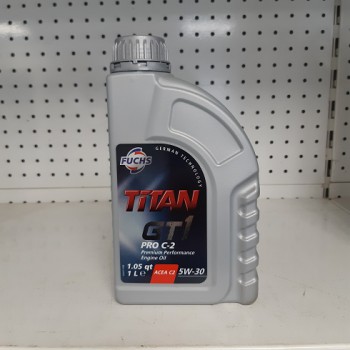 GERMAN TECHNOLOGY
FUCHS
TITAN
GT1
PRO C-2
Premium Performance
Engine Oil
1.05 qt
1 L e
ACEA C2
5W-30